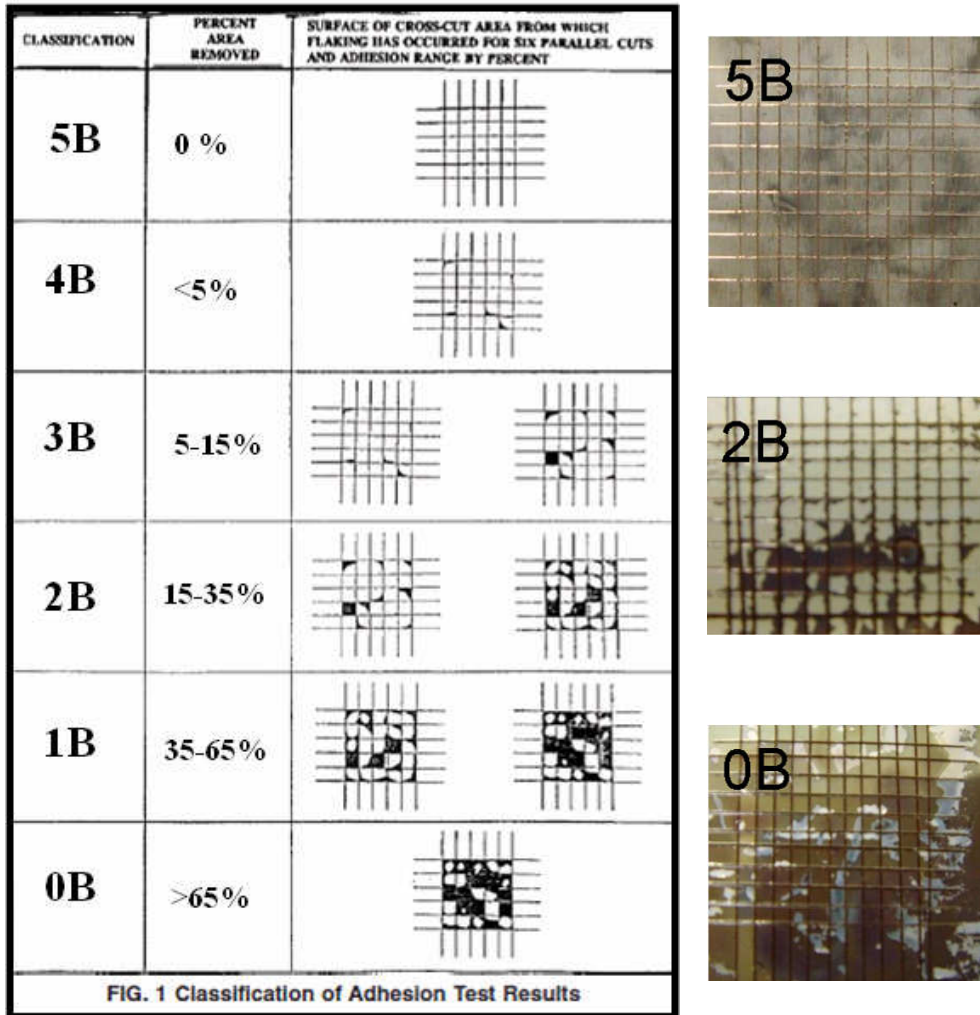 CLASSIFICATION
PERCENT
AREA
REMOVED
SURFACE OF CROSS-CUT AREA FROM WHICH
FLAKING HAS OCCURRED FOR SIX PARALLEL CUTS
AND ADHESION RANGE BY PERCENT
5B
0 %
4B
<5%
3B
5-15%
2B
15-35%
1B
35-65%
0B
>65%
FIG. 1 Classification of Adhesion Test Results
5B
2B
0B